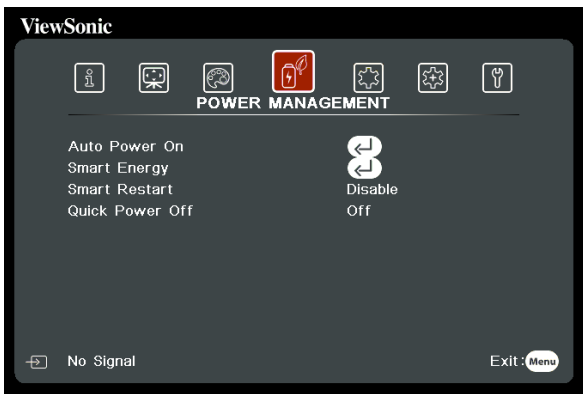 ViewSonic
POWER MANAGEMENT
Auto Power On
Smart Energy
Smart Restart Disable
Quick Power Off Off
No Signal Exit: Menu